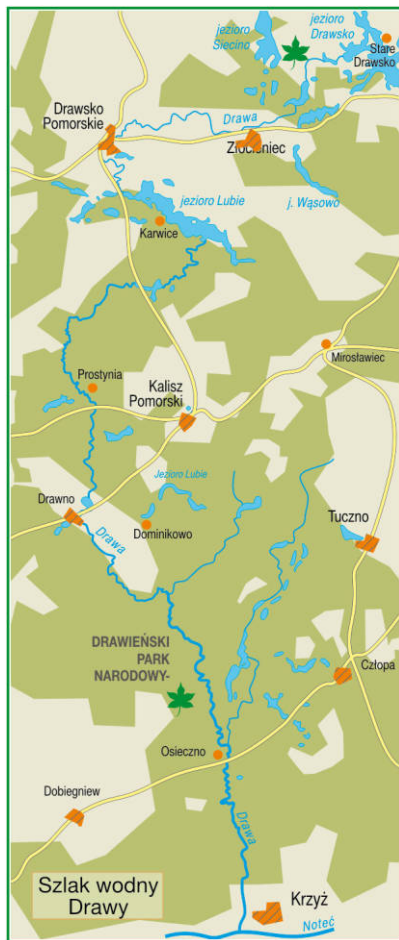 jezioro
Siecino
jezioro
Drawsko
Stare
Drawsko
Drawa
Drawsko
Pomorskie
Złocieniec
jezioro Lubie
j. Wąsowo
Karwice
Mirosławiec
Prostynia
Kalisz
Pomorski
Jezioro Lubie
Drawno
Drawa
Dominikowo
Tuczno
DRAWIEŃSKI
PARK
NARODOWY-
Człopa
Osieczno
Dobiegniew
Drawa
Szlak wodny
Drawy
Krzyż
Noteć